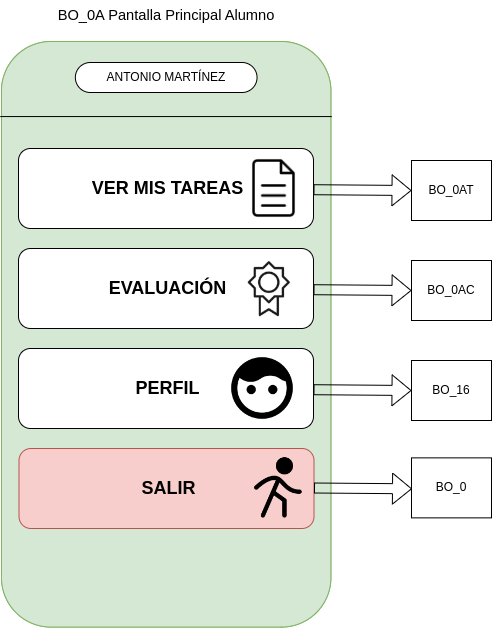 BO_0A Pantalla Principal Alumno
ANTONIO MARTÍNEZ
VER MIS TAREAS
BO_0AT
EVALUACIÓN
BO_0AC
PERFIL
BO_16
SALIR
BO_0